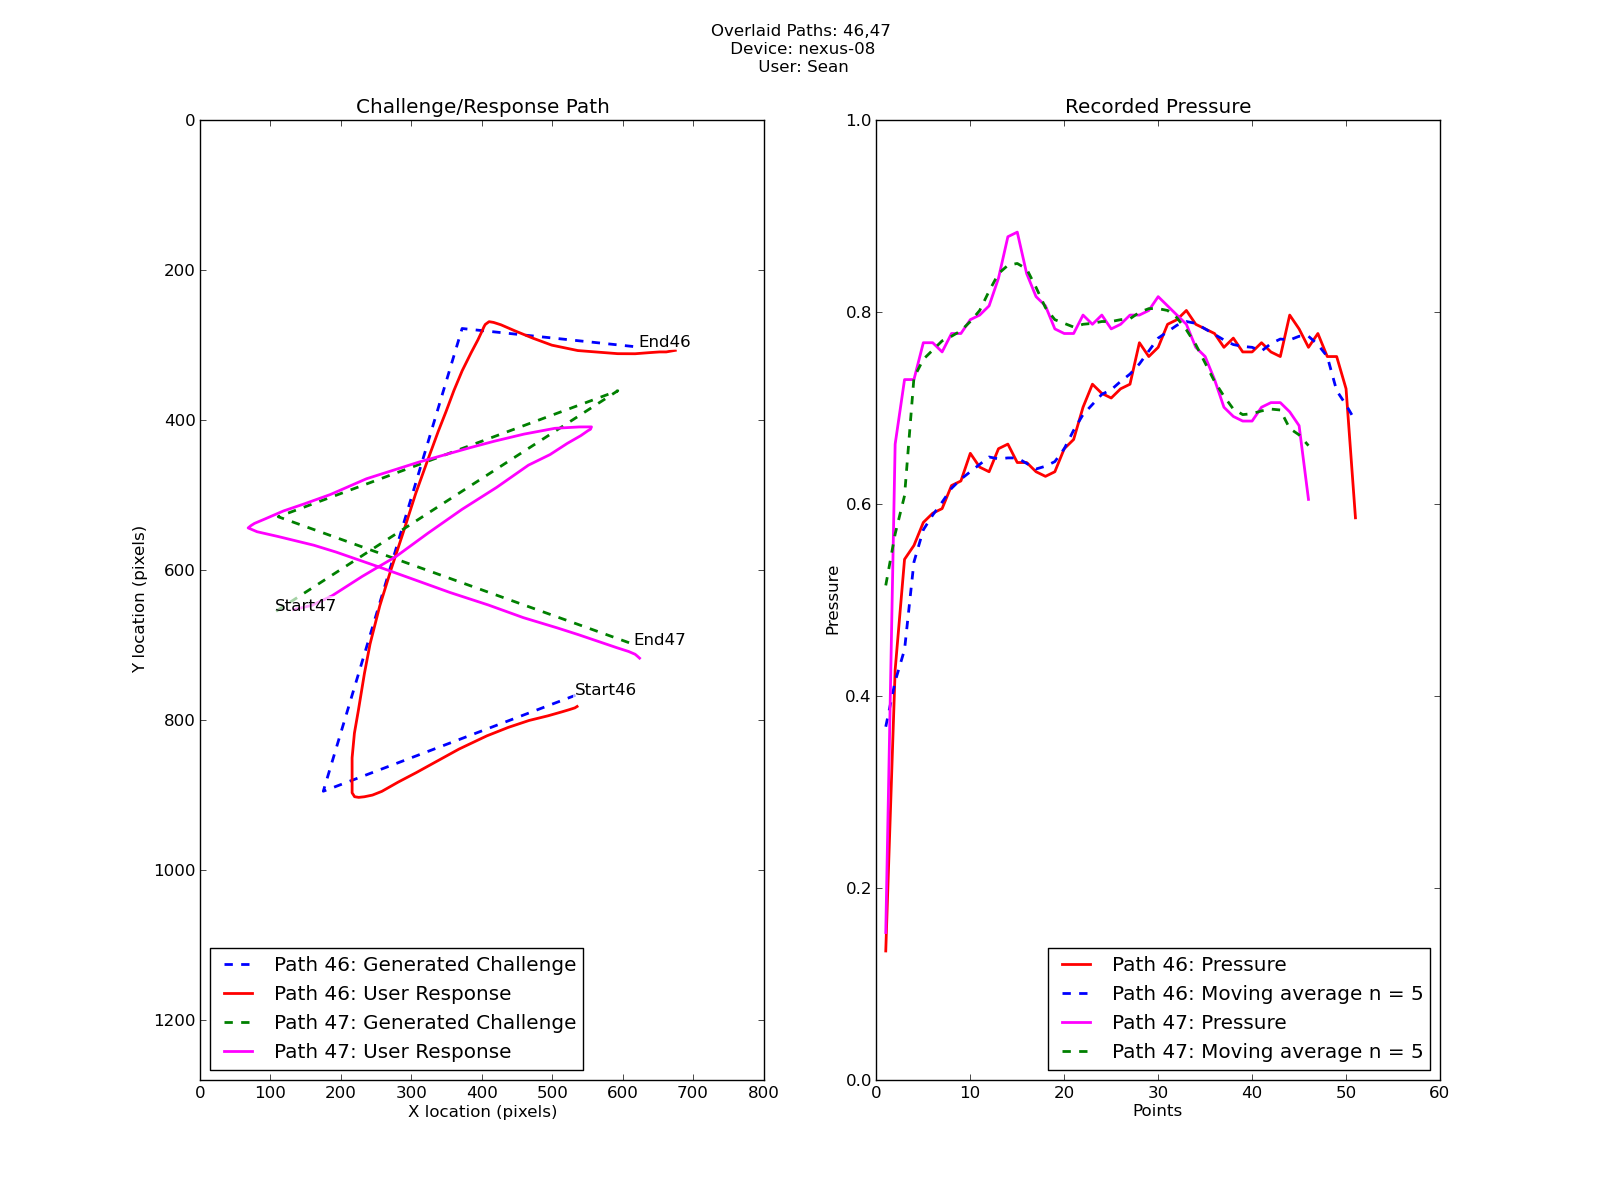 Overlaid Paths: 46,47
Device: nexus-08
User: Sean
Challenge/Response Path
0
200
400
600
800
1000
1200
Y location (pixels)
End46
Start47
End47
Start46
Path 46: Generated Challenge
Path 46: User Response
Path 47: Generated Challenge
Path 47: User Response
0 100 200 300 400 500 600 700 800
X location (pixels)
Recorded Pressure
1.0
0.8
0.6
0.4
0.2
0.0
Pressure
Path 46: Pressure
Path 46: Moving average n = 5
Path 47: Pressure
Path 47: Moving average n = 5
0 10 20 30 40 50 60
Points